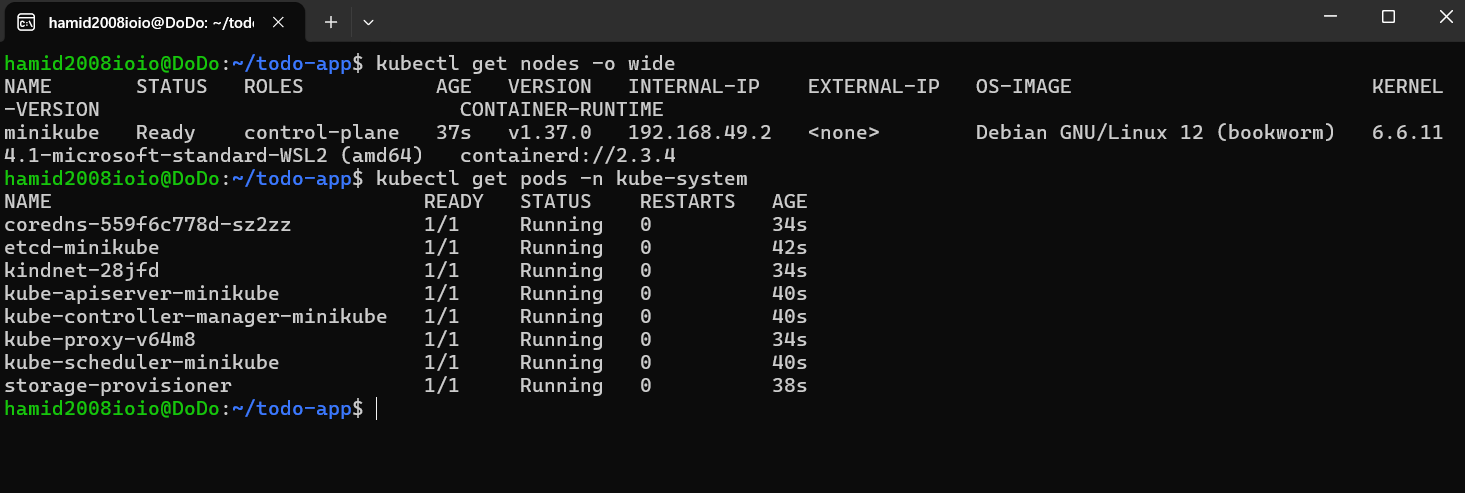 hamid2008ioio@DoDo: ~/tod
hamid2008ioio@DoDo:~/todo-app$ kubectl get nodes -o wide
NAME       STATUS   ROLES           AGE   VERSION   INTERNAL-IP    EXTERNAL-IP   OS-IMAGE                         KERNEL
-VERSION                              CONTAINER-RUNTIME
minikube   Ready    control-plane   37s   v1.37.0   192.168.49.2   <none>        Debian GNU/Linux 12 (bookworm)   6.6.11
4.1-microsoft-standard-WSL2 (amd64)   containerd://2.3.4
hamid2008ioio@DoDo:~/todo-app$ kubectl get pods -n kube-system
NAME                               READY   STATUS    RESTARTS   AGE
coredns-559f6c778d-sz2zz           1/1     Running   0          34s
etcd-minikube                      1/1     Running   0          42s
kindnet-28jfd                      1/1     Running   0          34s
kube-apiserver-minikube            1/1     Running   0          40s
kube-controller-manager-minikube   1/1     Running   0          40s
kube-proxy-v64m8                   1/1     Running   0          34s
kube-scheduler-minikube            1/1     Running   0          40s
storage-provisioner                1/1     Running   0          38s
hamid2008ioio@DoDo:~/todo-app$